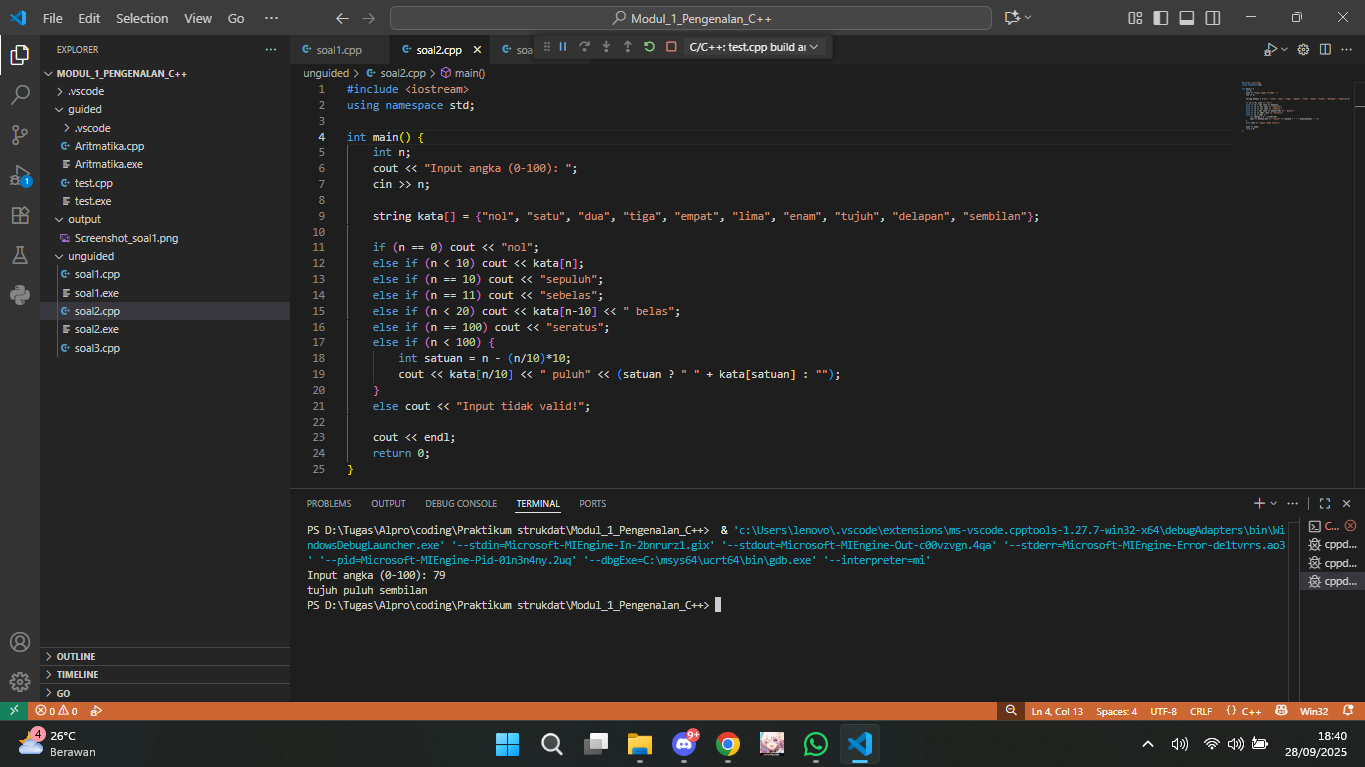 File Edit Selection View Go ···
Modul_1_Pengenalan_C++
EXPLORER
MODUL_1_PENGENALAN_C++
.vscode
guided
.vscode
Aritmatika.cpp
Aritmatika.exe
test.cpp
test.exe
output
Screenshot_soal1.png
unguided
soal1.cpp
soal1.exe
soal2.cpp
soal2.exe
soal3.cpp
OUTLINE
TIMELINE
GO
1
soal1.cpp
soal2.cpp
soa
C/C++: test.cpp build ar
unguided > soal2.cpp > main()
1 #include <iostream>
2 using namespace std;
3
4 int main() {
5 int n;
6 cout << "Input angka (0-100): ";
7 cin >> n;
8
9 string kata[] = {"nol", "satu", "dua", "tiga", "empat", "lima", "enam", "tujuh", "delapan", "sembilan"};
10
11 if (n == 0) cout << "nol";
12 else if (n < 10) cout << kata[n];
13 else if (n == 10) cout << "sepuluh";
14 else if (n == 11) cout << "sebelas";
15 else if (n < 20) cout << kata[n-10] << " belas";
16 else if (n == 100) cout << "seratus";
17 else if (n < 100) {
18 int satuan = n - (n/10)*10;
19 cout << kata[n/10] << " puluh" << (satuan ? " " + kata[satuan] : "");
20 }
21 else cout << "Input tidak valid!";
22
23 cout << endl;
24 return 0;
25 }
PROBLEMS OUTPUT DEBUG CONSOLE TERMINAL PORTS
PS D:\Tugas\Alpro\coding\Praktikum strukdat\Modul_1_Pengenalan_C++> & 'c:\Users\lenovo\.vscode\extensions\ms-vscode.cpptools-1.27.7-win32-x64\debugAdapters\bin\Wi
ndowsDebugLauncher.exe' '--stdin=Microsoft-MIEngine-In-2bnrurz1.gix' '--stdout=Microsoft-MIEngine-Out-c00vzvgn.4qa' '--stderr=Microsoft-MIEngine-Error-de1tvrrs.ao3
' '--pid=Microsoft-MIEngine-Pid-01n3n4ny.2uq' '--dbgExe=C:\msys64\ucrt64\bin\gdb.exe' '--interpreter=mi'
Input angka (0-100): 79
tujuh puluh sembilan
PS D:\Tugas\Alpro\coding\Praktikum strukdat\Modul_1_Pengenalan_C++>
C...
cppd...
cppd...
cppd...
0 0
Ln 4, Col 13 Spaces: 4 UTF-8 CRLF {} C++ Win32
4
26°C
Berawan
9+
18:40
28/09/2025